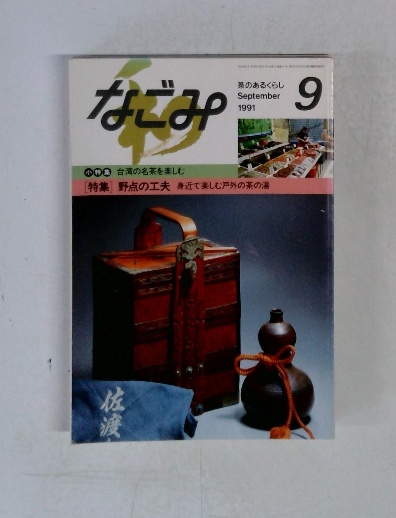 なごみ
和
茶のあるくらし
September
1991
9
小特集 台湾の名茶を楽しむ
[特集] 野点の工夫 身近で楽しむ戸外の茶の湯
佐渡